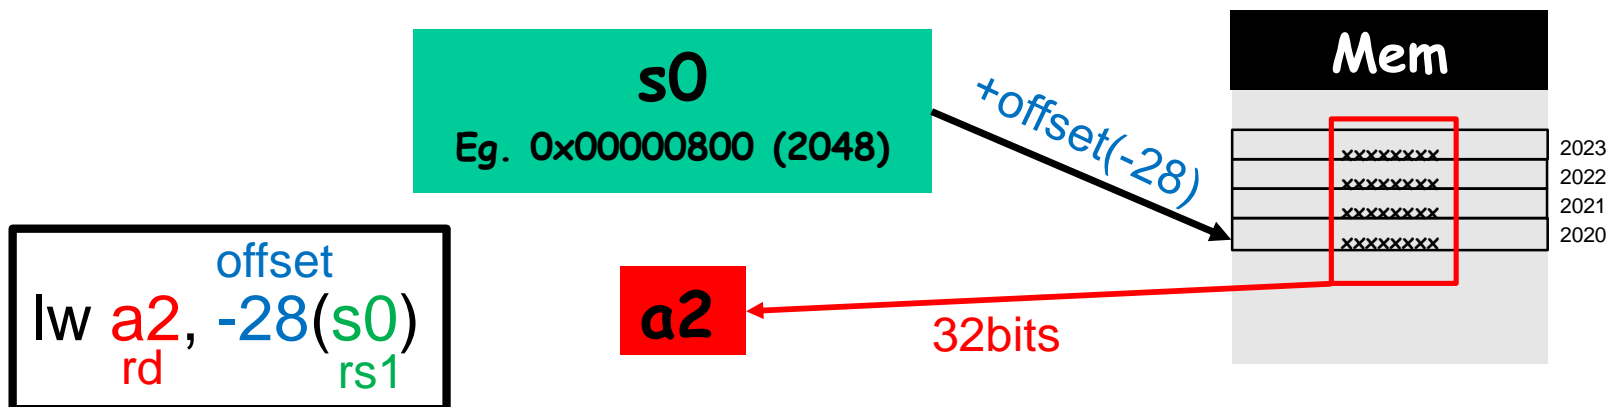 s0
Eg. 0x00000800 (2048)
+offset(-28)
Mem
xxxxxxxx 2023
xxxxxxxx 2022
xxxxxxxx 2021
xxxxxxxx 2020
offset
lw a2, -28(s0)
rd rs1
a2
32bits